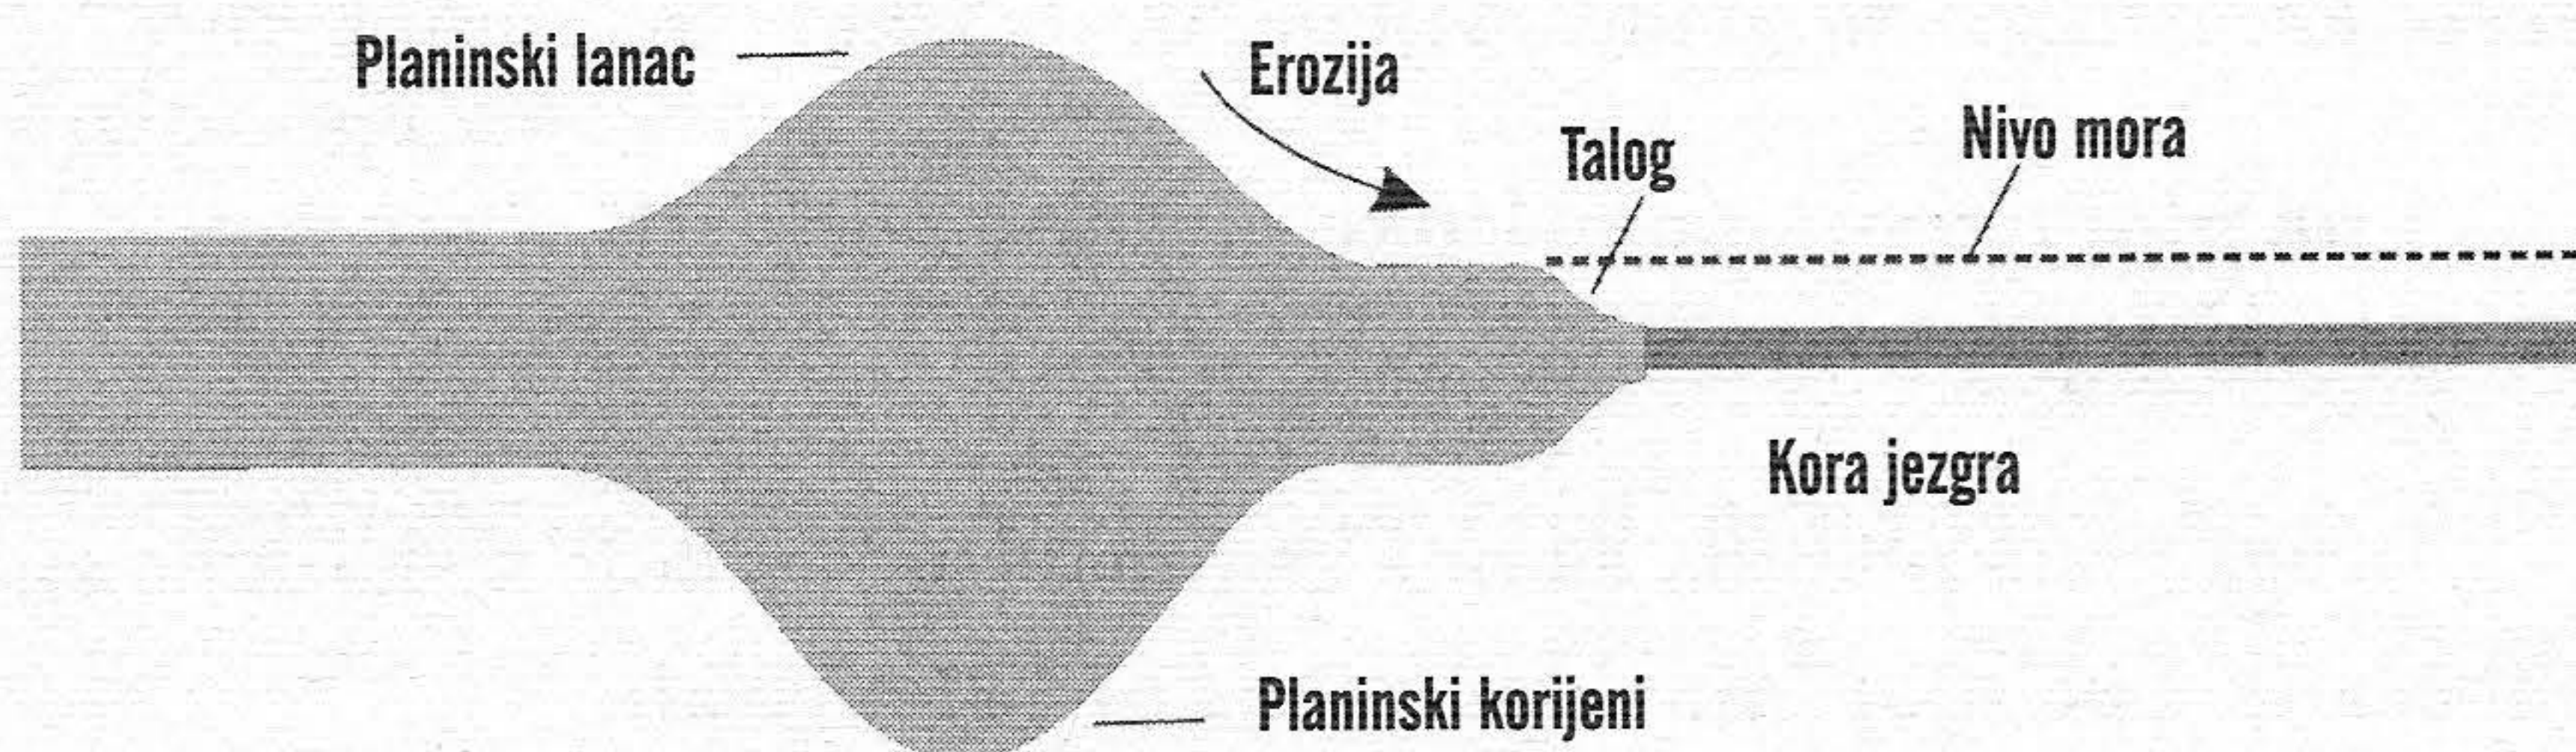 Planinski lanac
Erozija
Talog
Nivo mora
Kora jezgra
Planinski korijeni